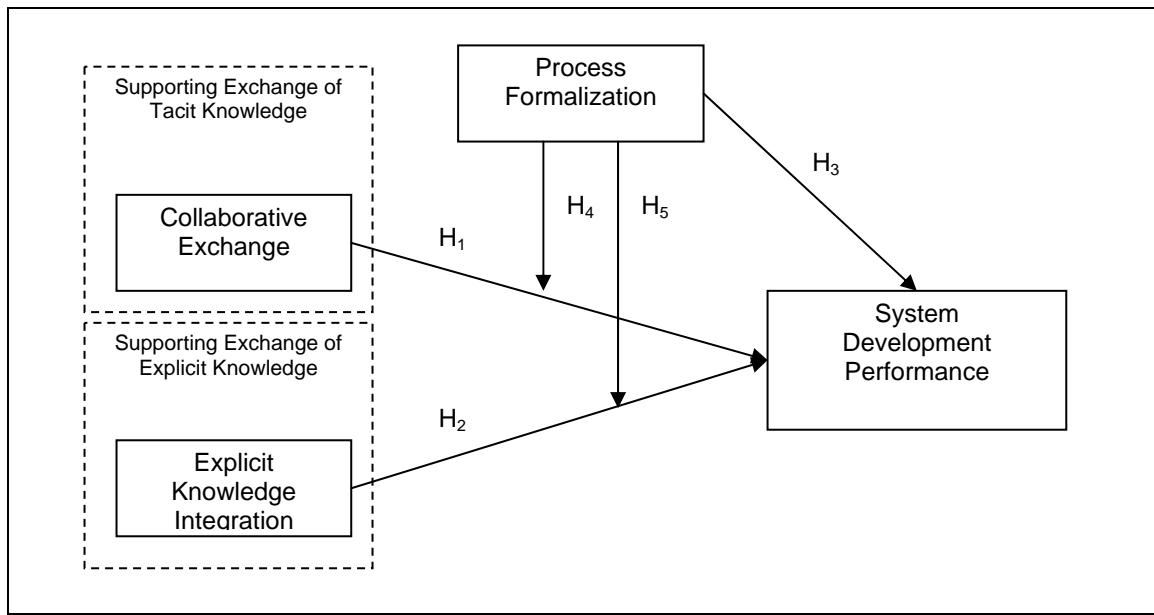 Supporting Exchange of
Tacit Knowledge
Collaborative
Exchange
Process
Formalization
H₁
H₄
H₅
H₃
System
Development
Performance
Supporting Exchange of
Explicit Knowledge
H₂
Explicit
Knowledge
Integration